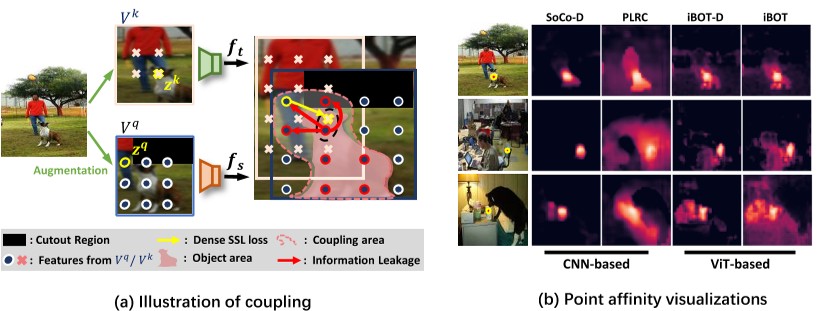 V^k
z^k
f_t
V^q
z^q
f_s
Augmentation
: Cutout Region
: Dense SSL loss
: Coupling area
: Features from V^q/V^k
: Object area
: Information Leakage
(a) Illustration of coupling
SoCo-D
PLRC
iBOT-D
iBOT
CNN-based
ViT-based
(b) Point affinity visualizations